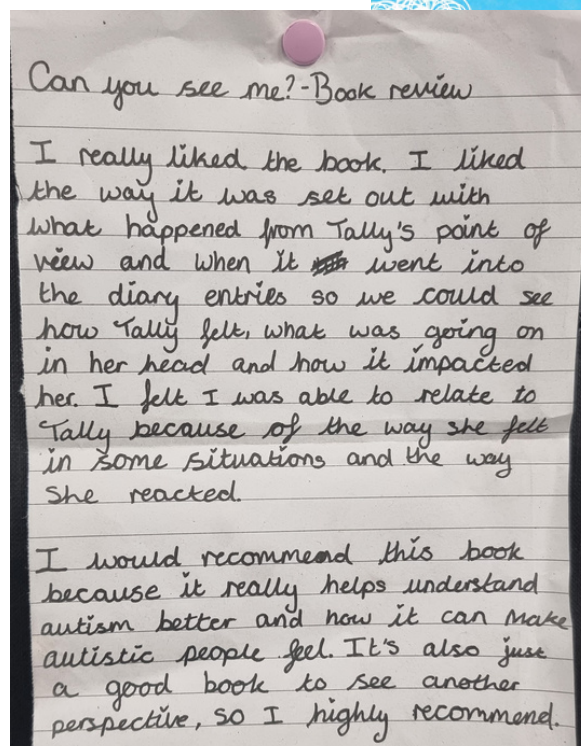 Can you see me?-Book review
I really liked the book. I liked
the way it was set out with
what happened from Tally's point of
view and when it went into
the diary entries so we could see
how Tally felt, what was going on
in her head and how it impacted
her. I felt I was able to relate to
Tally because of the way she felt
in some situations and the way
she reacted.
I would recommend this book
because it really helps understand
autism better and how it can make
autistic people feel. It's also just
a good book to see another
perspective, so I highly recommend.